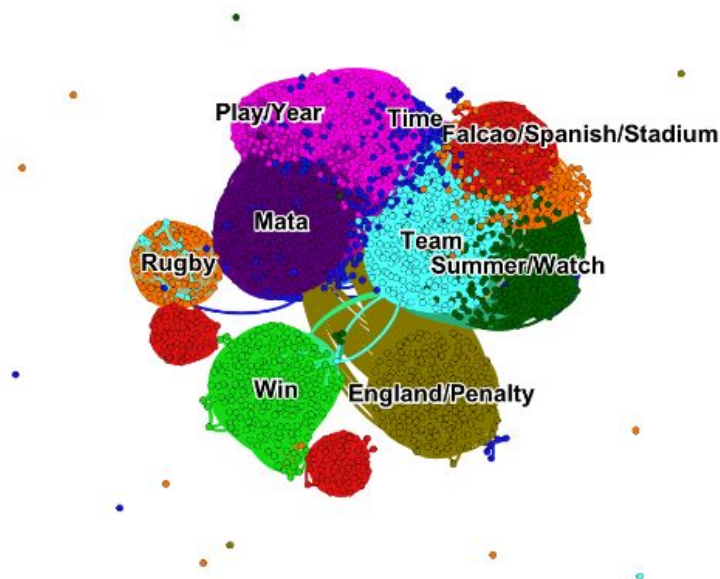 Play/Year
Time
Falcao/Spanish/Stadium
Mata
Team
Rugby
Summer/Watch
Win
England/Penalty